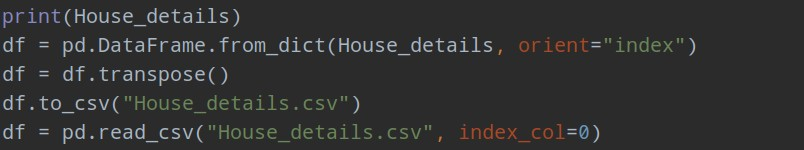 print(House_details)
df = pd.DataFrame.from_dict(House_details, orient="index")
df = df.transpose()
df.to_csv("House_details.csv")
df = pd.read_csv("House_details.csv", index_col=0)